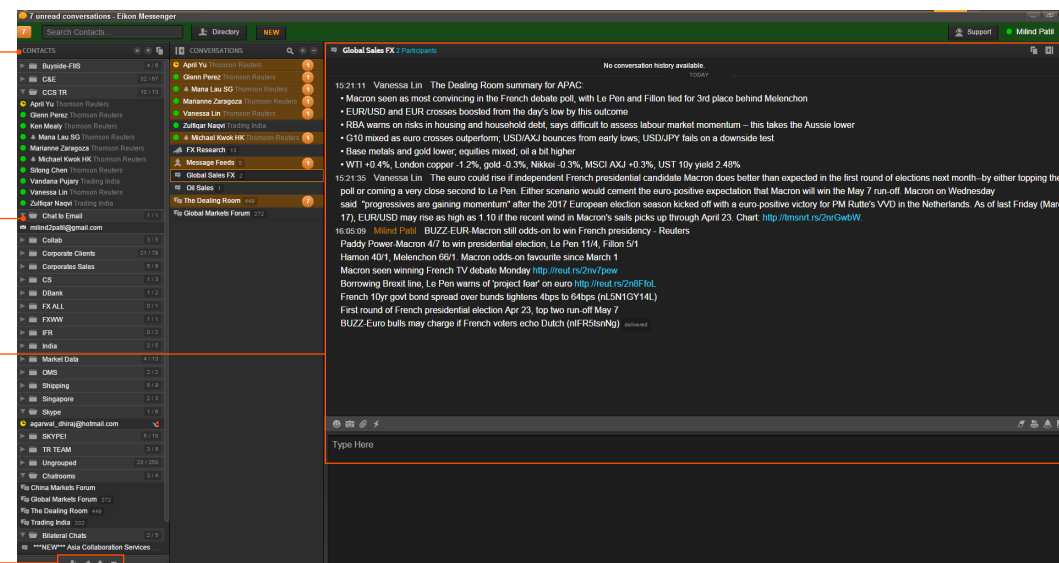 7 unread conversations - Eikon Messenger
7 Search Contacts... Directory NEW Support Milind Patil
CONTACTS
Buyside-FIIS 4 / 6
C&E 32 / 67
CCS TR 10 / 13
April Yu Thomson Reuters
Glenn Perez Thomson Reuters
Ken Mealy Thomson Reuters
Mana Lau SG Thomson Reuters
Marianne Zaragoza Thomson Reuters
Michael Kwok HK Thomson Reuters
Sitong Chen Thomson Reuters
Vandana Pujary Trading India
Vanessa Lin Thomson Reuters
Zulfiqar Naqvi Trading India
Chat to Email 1 / 1
milind2patil@gmail.com
Collab 3 / 5
Corporate Clients 21 / 79
Corporates Sales
CS 1 / 3
DBank 1 / 2
FX ALL 0 / 1
FXWW 1 / 1
IFR 0 / 2
India 2 / 5
Market Data 4 / 13
OMS 2 / 2
Shipping 5 / 9
Singapore 2 / 3
Skype 1 / 8
agarwal_dhiraj@hotmail.com
SKYPE! 5 / 15
TR TEAM 3 / 5
Ungrouped 23 / 250
Chatrooms 3 / 4
China Markets Forum
Global Markets Forum 272
The Dealing Room 449
Trading India 332
Bilateral Chats 2 / 5
***NEW*** Asia Collaboration Services
CONVERSATIONS
April Yu Thomson Reuters 1
Glenn Perez Thomson Reuters 1
Mana Lau SG Thomson Reuters 1
Marianne Zaragoza Thomson Reuters 1
Vanessa Lin Thomson Reuters 1
Zulfiqar Naqvi Trading India
Michael Kwok HK Thomson Reuters 1
FX Research 13
Message Feeds 5 1
Global Sales FX 2
Oil Sales 1
The Dealing Room 449 7
Global Markets Forum 272
Global Sales FX 2 Participants
No conversation history available.
TODAY
15:21:11 Vanessa Lin The Dealing Room summary for APAC:
• Macron seen as most convincing in the French debate poll, with Le Pen and Fillon tied for 3rd place behind Melenchon
• EUR/USD and EUR crosses boosted from the day's low by this outcome
• RBA warns on risks in housing and household debt, says difficult to assess labour market momentum – this takes the Aussie lower
• G10 mixed as euro crosses outperform; USD/AXJ bounces from early lows; USD/JPY fails on a downside test
• Base metals and gold lower; equities mixed; oil a bit higher
• WTI +0.4%, London coppor -1.2%, gold -0.3%, Nikkei -0.3%, MSCI AXJ +0.3%, UST 10y yield 2.48%
15:21:35 Vanessa Lin The euro could rise if independent French presidential candidate Macron does better than expected in the first round of elections next month--by either topping the
poll or coming a very close second to Le Pen. Either scenario would cement the euro-positive expectation that Macron will win the May 7 run-off. Macron on Wednesday
said "progressives are gaining momentum" after the 2017 European election season kicked off with a euro-positive victory for PM Rutte's VVD in the Netherlands. As of last Friday (Mar
17), EUR/USD may rise as high as 1.10 if the recent wind in Macron's sails picks up through April 23. Chart: http://tmsnrt.rs/2nrGwbW.
16:05:09 Milind Patil BUZZ-EUR-Macron still odds-on to win French presidency - Reuters
Paddy Power-Macron 4/7 to win presidential election, Le Pen 11/4, Fillon 5/1
Hamon 40/1, Melenchon 66/1. Macron odds-on favourite since March 1
Macron seen winning French TV debate Monday http://reut.rs/2nv7pew
Borrowing Brexit line, Le Pen warns of 'project fear' on euro http://reut.rs/2n8FfoL
French 10yr govt bond spread over bunds tightens 4bps to 64bps (nL5N1GY14L)
First round of French presidential election Apr 23, top two run-off May 7
BUZZ-Euro bulls may charge if French voters echo Dutch (nIFR5tsnNg) delivered
Type Here